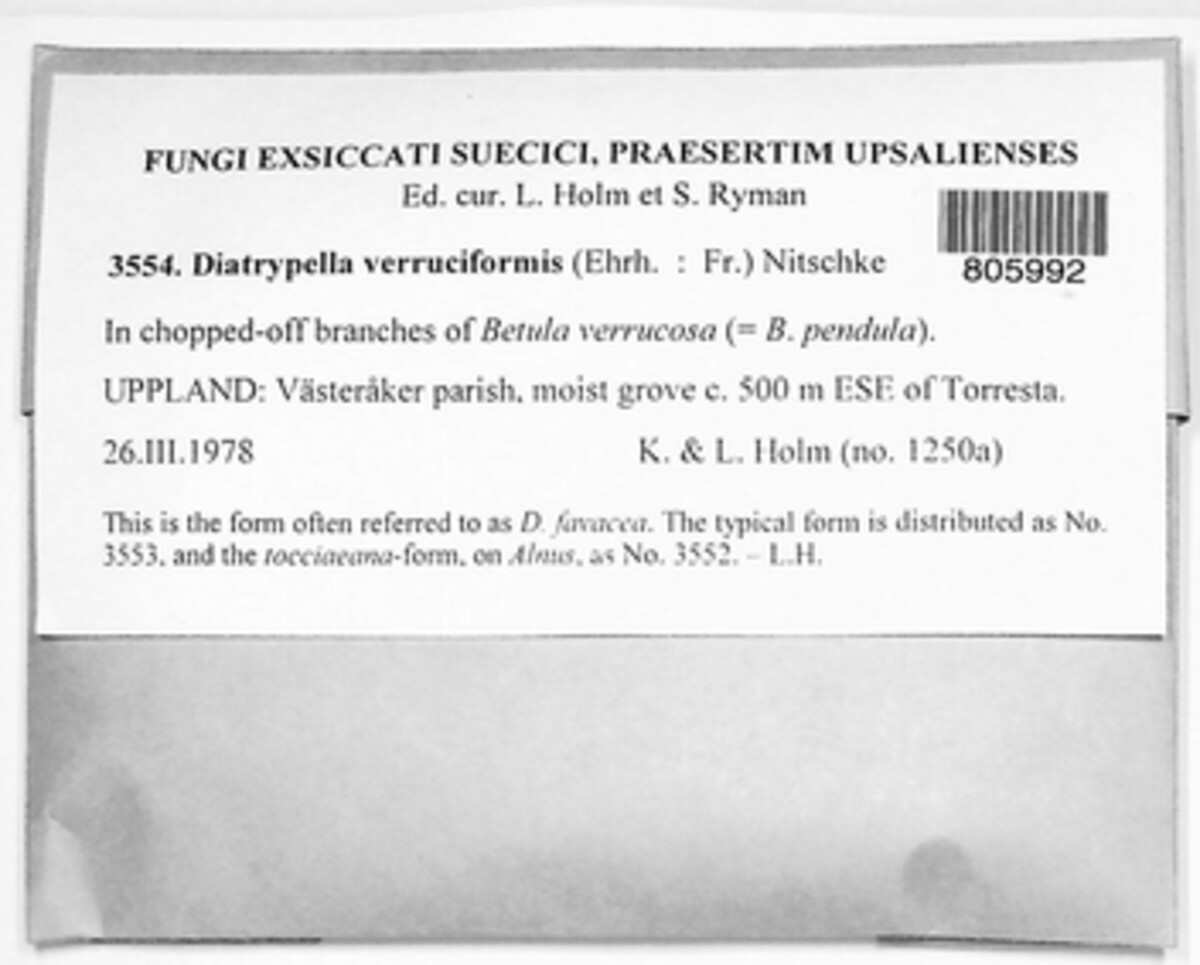 FUNGI EXSICCATI SUECICI, PRAESERTIM UPSALIENSES
Ed. cur. L. Holm et S. Ryman
805992
3554. Diatrypella verruciformis (Ehrh. : Fr.) Nitschke
In chopped-off branches of Betula verrucosa (= B. pendula).
UPPLAND: Västeråker parish, moist grove c. 500 m ESE of Torresta.
26.III.1978 K. & L. Holm (no. 1250a)
This is the form often referred to as D. favacea. The typical form is distributed as No.
3553, and the tocciaeana-form, on Alnus, as No. 3552. – L.H.